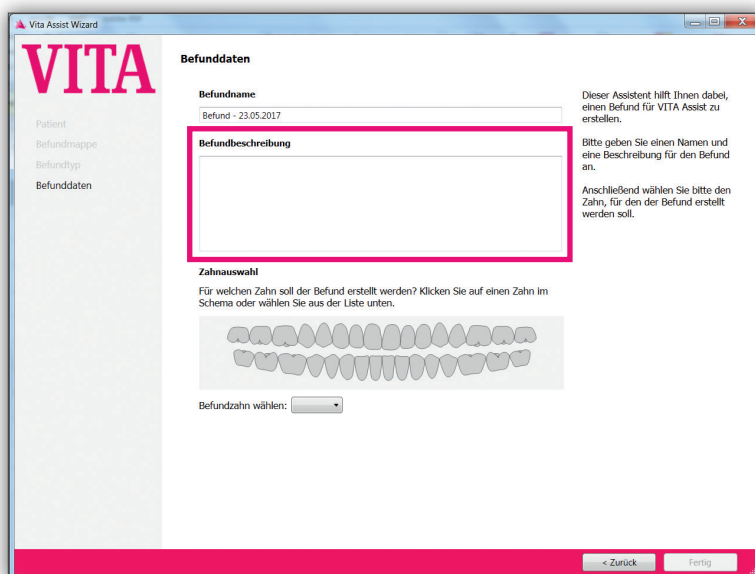 Vita Assist Wizard
VITA
Patient
Befundmappe
Befundtyp
Befunddaten
Befunddaten
Befundname
Befund - 23.05.2017
Befundbeschreibung
Zahnauswahl
Für welchen Zahn soll der Befund erstellt werden? Klicken Sie auf einen Zahn im
Schema oder wählen Sie aus der Liste unten.
Befundzahn wählen:
Dieser Assistent hilft Ihnen dabei,
einen Befund für VITA Assist zu
erstellen.
Bitte geben Sie einen Namen und
eine Beschreibung für den Befund
an.
Anschließend wählen Sie bitte den
Zahn, für den der Befund erstellt
werden soll.
< Zurück
Fertig